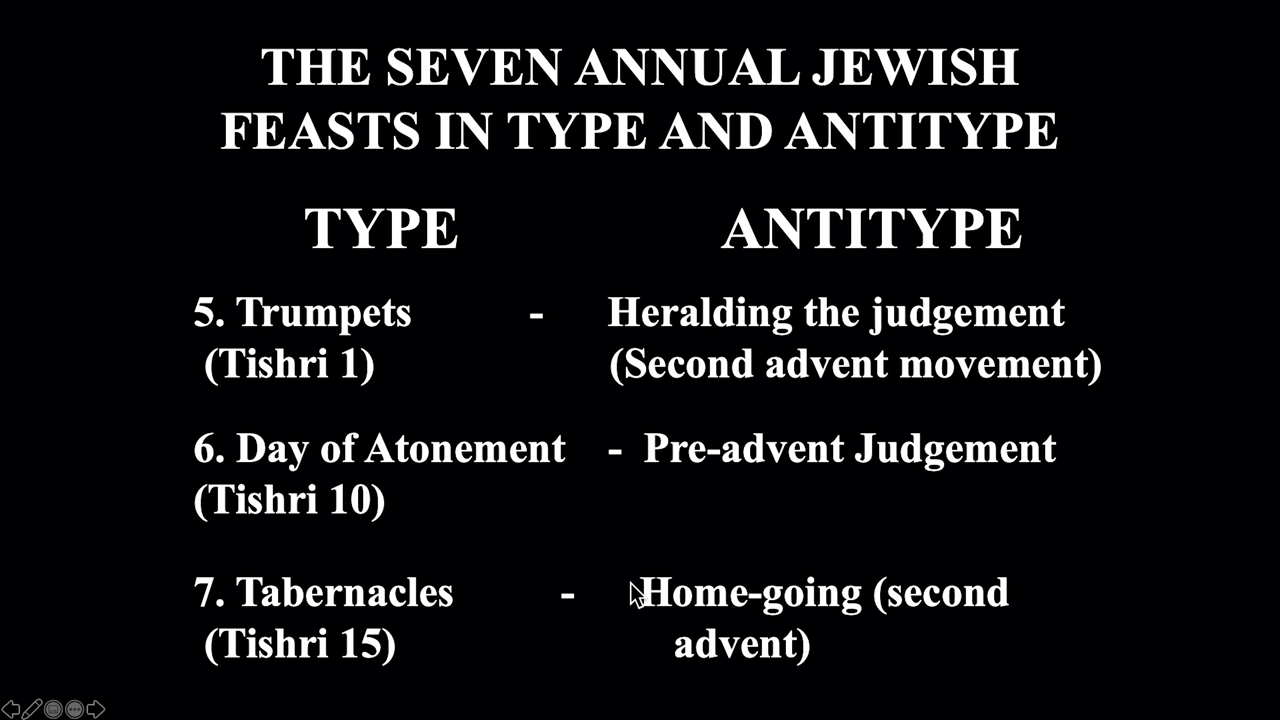 THE SEVEN ANNUAL JEWISH
FEASTS IN TYPE AND ANTITYPE
TYPE ANTITYPE
5. Trumpets - Heralding the judgement
(Tishri 1) (Second advent movement)
6. Day of Atonement - Pre-advent Judgement
(Tishri 10)
7. Tabernacles - Home-going (second
(Tishri 15) advent)